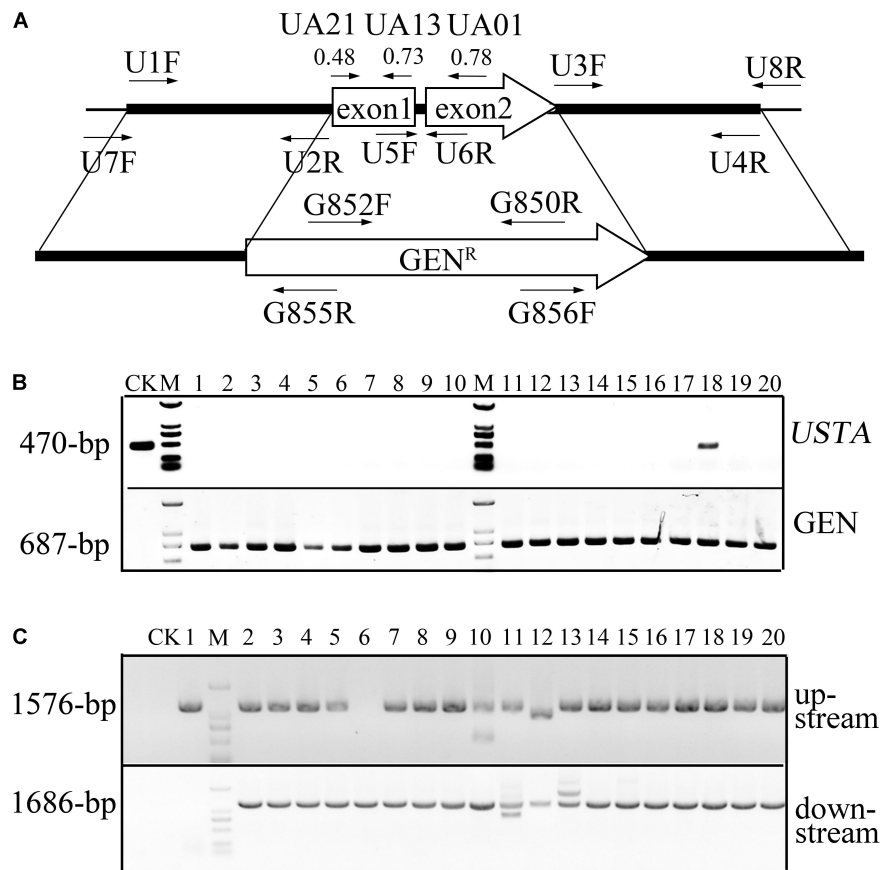 A
UA21 UA13 UA01
0.48 0.73 0.78
U1F U3F U8R
exon1 exon2
U7F U2R U5F U6R U4R
G852F G850R
GENᴿ
G855R G856F
B
CK M 1 2 3 4 5 6 7 8 9 10 M 11 12 13 14 15 16 17 18 19 20
470-bp USTA
687-bp GEN
C
CK 1 M 2 3 4 5 6 7 8 9 10 11 12 13 14 15 16 17 18 19 20
1576-bp up-
stream
1686-bp down-
stream